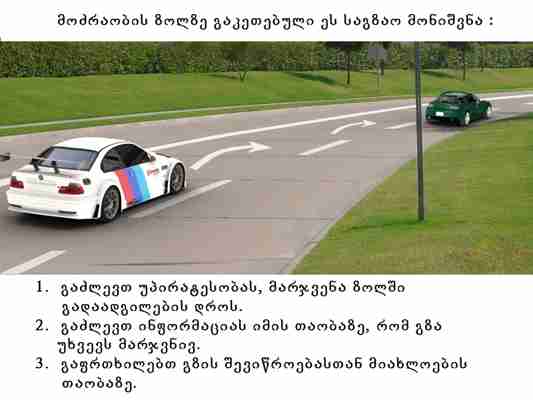 მოძრაობის ზოლზე გაკეთებული ეს საგზაო მონიშვნა :
1. გაძლევთ უპირატესობას, მარჯვენა ზოლში
გადაადგილების დროს.
2. გაძლევთ ინფორმაციას იმის თაობაზე, რომ გზა
უხვევს მარჯვნივ.
3. გაფრთხილებთ გზის შევიწროებასთან მიახლოების
თაობაზე.